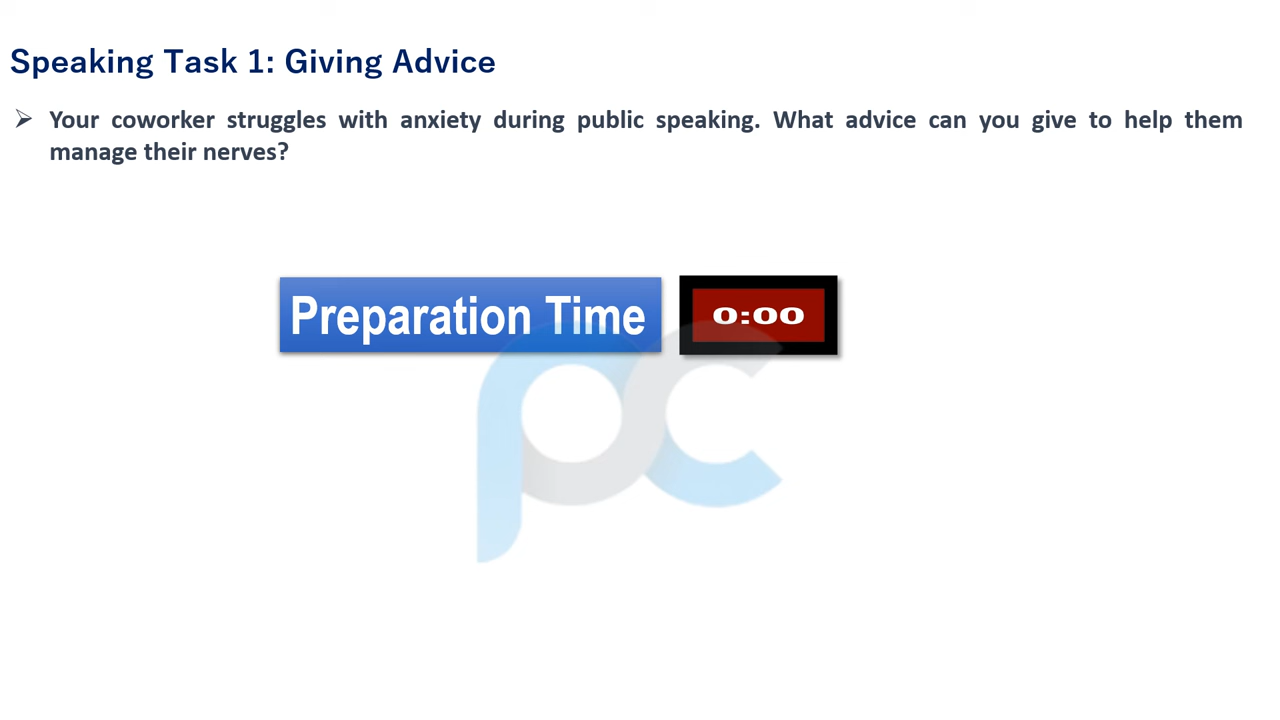 Speaking Task 1: Giving Advice
➢ Your coworker struggles with anxiety during public speaking. What advice can you give to help them
manage their nerves?
Preparation Time 0:00
pc